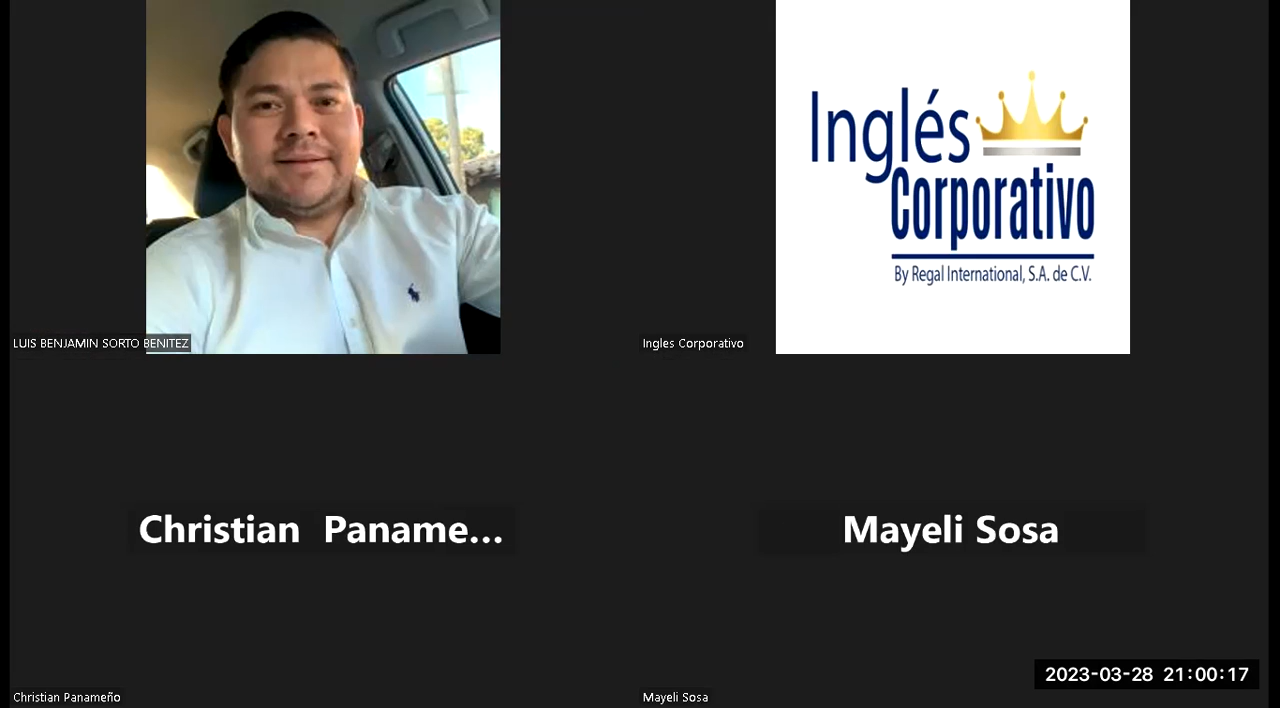 Inglés
Corporativo
By Regal International, S.A. de C.V.
LUIS BENJAMIN SORTO BENITEZ
Ingles Corporativo
Christian Paname...
Mayeli Sosa
2023-03-28 21:00:17
Christian Panameño
Mayeli Sosa